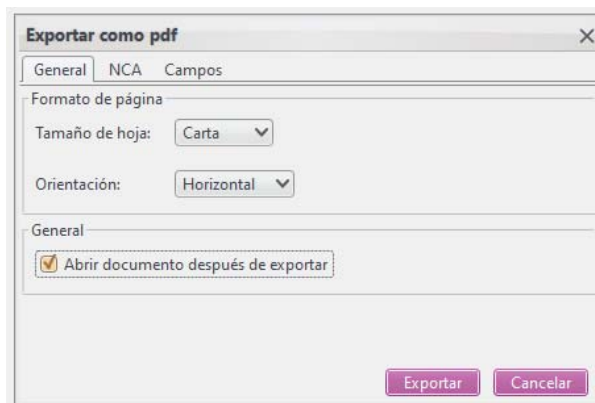 Exportar como pdf
General NCA Campos
Formato de página
Tamaño de hoja: Carta
Orientación: Horizontal
General
Abrir documento después de exportar
Exportar Cancelar